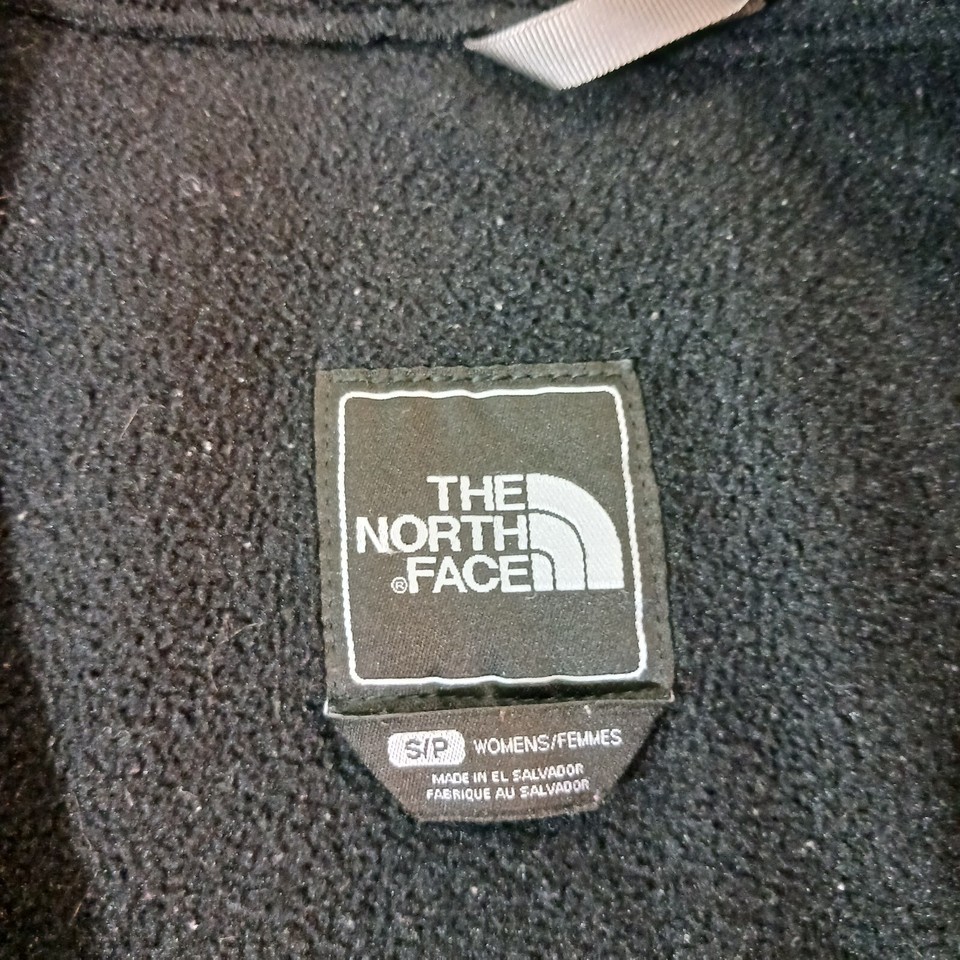 THE
NORTH
®FACE
S/P WOMENS/FEMMES
MADE IN EL SALVADOR
FABRIQUE AU SALVADOR